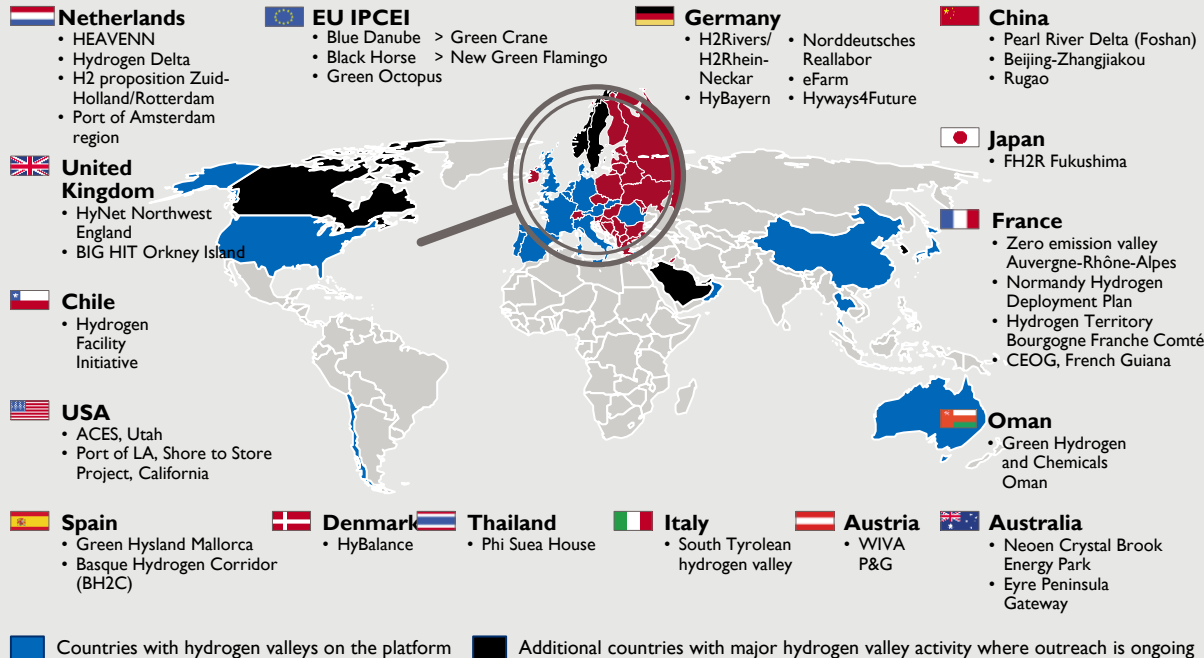 Netherlands
• HEAVENN
• Hydrogen Delta
• H2 proposition Zuid-
Holland/Rotterdam
• Port of Amsterdam
region
EU IPCEI
• Blue Danube > Green Crane
• Black Horse > New Green Flamingo
• Green Octopus
Germany
• H2Rivers/
H2Rhein-
Neckar
• HyBayern
• Norddeutsches
Reallabor
• eFarm
• Hyways4Future
China
• Pearl River Delta (Foshan)
• Beijing-Zhangjiakou
• Rugao
Japan
• FH2R Fukushima
United
Kingdom
• HyNet Northwest
England
• BIG HIT Orkney Island
France
• Zero emission valley
Auvergne-Rhône-Alpes
• Normandy Hydrogen
Deployment Plan
• Hydrogen Territory
Bourgogne Franche Comté
• CEOG, French Guiana
Chile
• Hydrogen
Facility
Initiative
USA
• ACES, Utah
• Port of LA, Shore to Store
Project, California
Oman
• Green Hydrogen
and Chemicals
Oman
Spain
• Green Hysland Mallorca
• Basque Hydrogen Corridor
(BH2C)
Denmark
• HyBalance
Thailand
• Phi Suea House
Italy
• South Tyrolean
hydrogen valley
Austria
• WIVA
P&G
Australia
• Neoen Crystal Brook
Energy Park
• Eyre Peninsula
Gateway
Countries with hydrogen valleys on the platform
Additional countries with major hydrogen valley activity where outreach is ongoing